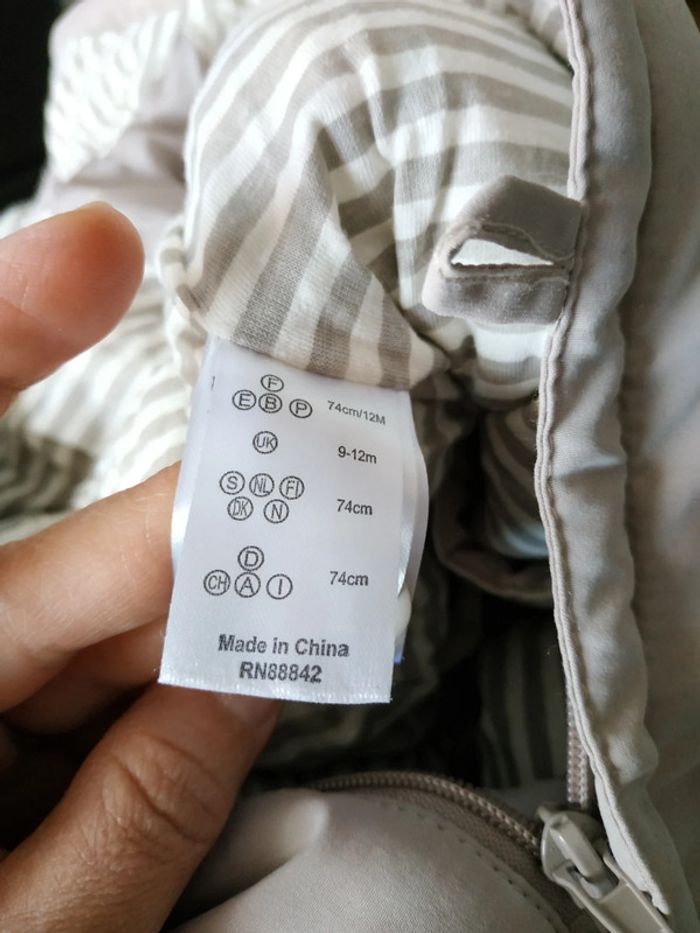 F
E B P 74cm/12M
UK 9-12m
S NL FI
DK N 74cm
D
CH A I 74cm
Made in China
RN88842